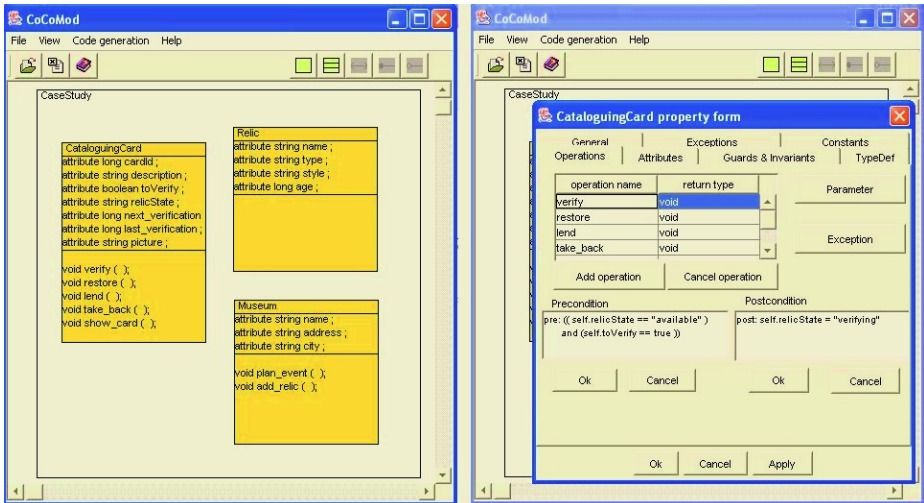 CoCoMod
File View Code generation Help
CaseStudy
CataloguingCard
attribute long cardId ;
attribute string description ;
attribute boolean toVerify ;
attribute string relicState ;
attribute long next_verification
attribute long last_verification ;
attribute string picture ;
void verify ( );
void restore ( );
void lend ( );
void take_back ( );
void show_card ( );
Relic
attribute string name ;
attribute string type ;
attribute string style ;
attribute long age ;
Museum
attribute string name ;
attribute string address ;
attribute string city ;
void plan_event ( );
void add_relic ( );
CoCoMod
File View Code generation Help
CaseStudy
CataloguingCard property form
General Exceptions Constants
Operations Attributes Guards & Invariants TypeDef
operation name return type
verify void
restore void
lend void
take_back void
Parameter
Exception
Add operation Cancel operation
Precondition
pre: (( self.relicState == "available" )
and (self.toVerify == true ))
Postcondition
post: self.relicState = "verifying"
Ok Cancel
Ok Cancel
Ok Cancel Apply